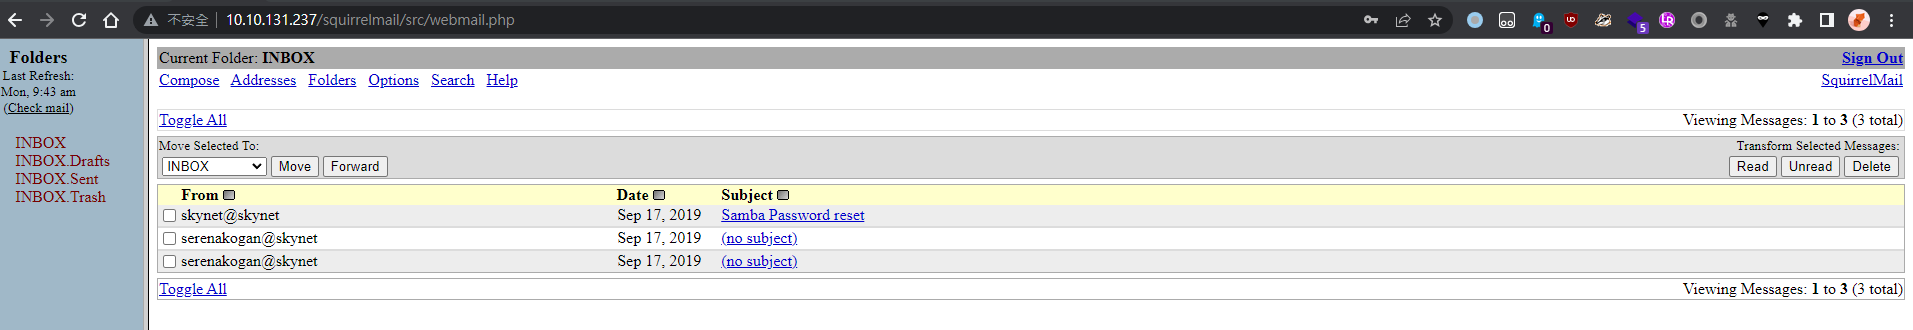 不安全 10.10.131.237/squirrelmail/src/webmail.php 0 5
Folders
Last Refresh:
Mon, 9:43 am
(Check mail)
INBOX
INBOX.Drafts
INBOX.Sent
INBOX.Trash
Current Folder: INBOX Sign Out
Compose Addresses Folders Options Search Help SquirrelMail
Toggle All Viewing Messages: 1 to 3 (3 total)
Move Selected To: Transform Selected Messages:
INBOX Move Forward Read Unread Delete
From Date Subject
skynet@skynet Sep 17, 2019 Samba Password reset
serenakogan@skynet Sep 17, 2019 (no subject)
serenakogan@skynet Sep 17, 2019 (no subject)
Toggle All Viewing Messages: 1 to 3 (3 total)